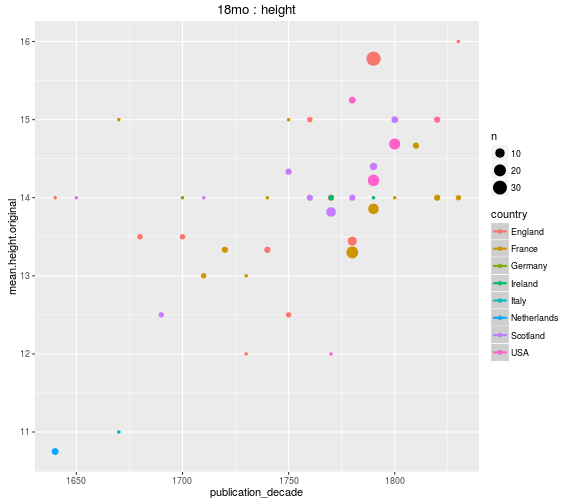 18mo : height
mean.height.original
16
15
14
13
12
11
1650
1700
1750
1800
publication_decade
n
10
20
30
country
England
France
Germany
Ireland
Italy
Netherlands
Scotland
USA